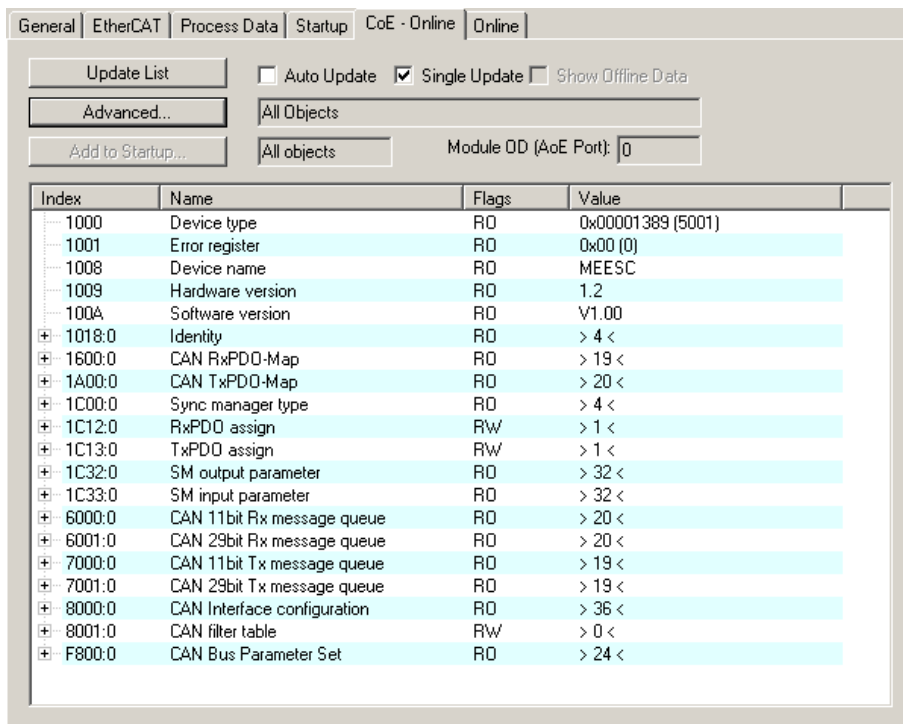 General EtherCAT Process Data Startup CoE - Online Online
Update List Auto Update Single Update Show Offline Data
Advanced... All Objects
Add to Startup... All objects Module OD (AoE Port): 0
Index Name Flags Value
1000 Device type RO 0x00001389 (5001)
1001 Error register RO 0x00 (0)
1008 Device name RO MEESC
1009 Hardware version RO 1.2
100A Software version RO V1.00
1018:0 Identity RO > 4 <
1600:0 CAN RxPDO-Map RO > 19 <
1A00:0 CAN TxPDO-Map RO > 20 <
1C00:0 Sync manager type RO > 4 <
1C12:0 RxPDO assign RW > 1 <
1C13:0 TxPDO assign RW > 1 <
1C32:0 SM output parameter RO > 32 <
1C33:0 SM input parameter RO > 32 <
6000:0 CAN 11bit Rx message queue RO > 20 <
6001:0 CAN 29bit Rx message queue RO > 20 <
7000:0 CAN 11bit Tx message queue RO > 19 <
7001:0 CAN 29bit Tx message queue RO > 19 <
8000:0 CAN Interface configuration RO > 36 <
8001:0 CAN filter table RW > 0 <
F800:0 CAN Bus Parameter Set RO > 24 <